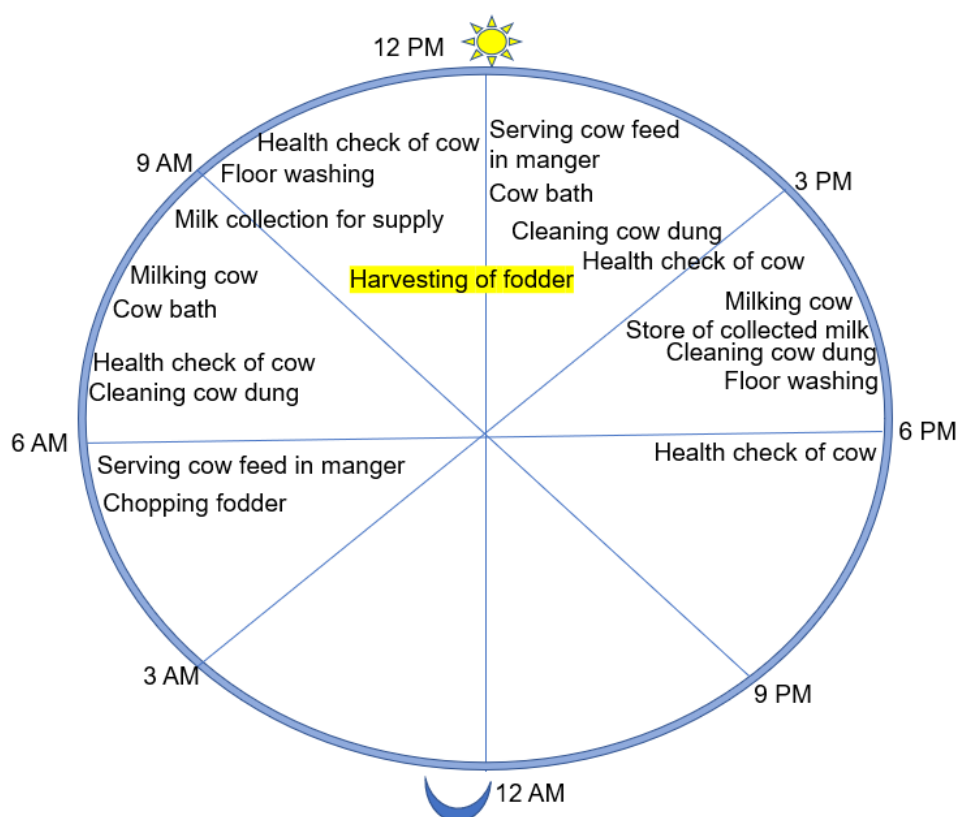 12 PM
Health check of cow
Serving cow feed
in manger
9 AM
Floor washing
3 PM
Cow bath
Milk collection for supply
Cleaning cow dung
Health check of cow
Milking cow
Harvesting of fodder
Cow bath
Milking cow
Store of collected milk
Cleaning cow dung
Health check of cow
Floor washing
Cleaning cow dung
6 AM
6 PM
Serving cow feed in manger
Health check of cow
Chopping fodder
3 AM
9 PM
12 AM